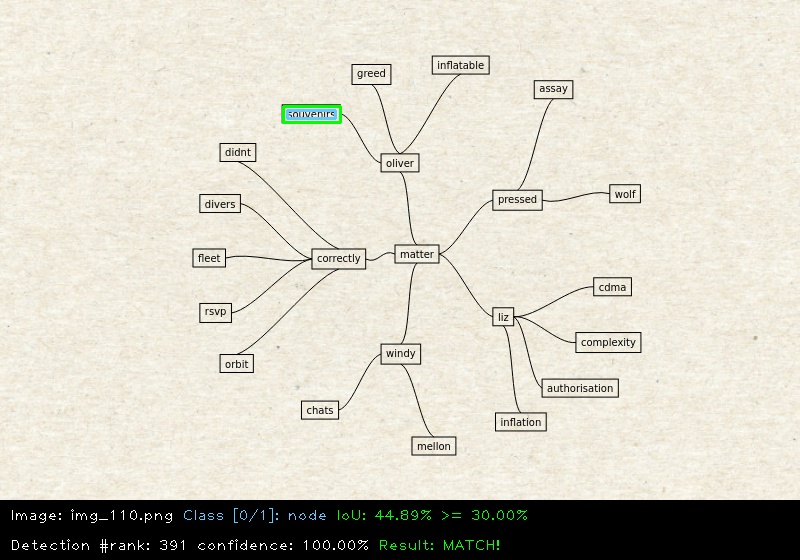 greed
inflatable
assay
souvenirs
didnt
oliver
divers
pressed
wolf
fleet
correctly
matter
cdma
rsvp
liz
complexity
orbit
windy
authorisation
chats
inflation
mellon
Image: img_110.png Class [0/1]: node IoU: 44.89% >= 30.00%
Detection #rank: 391 confidence: 100.00% Result: MATCH!